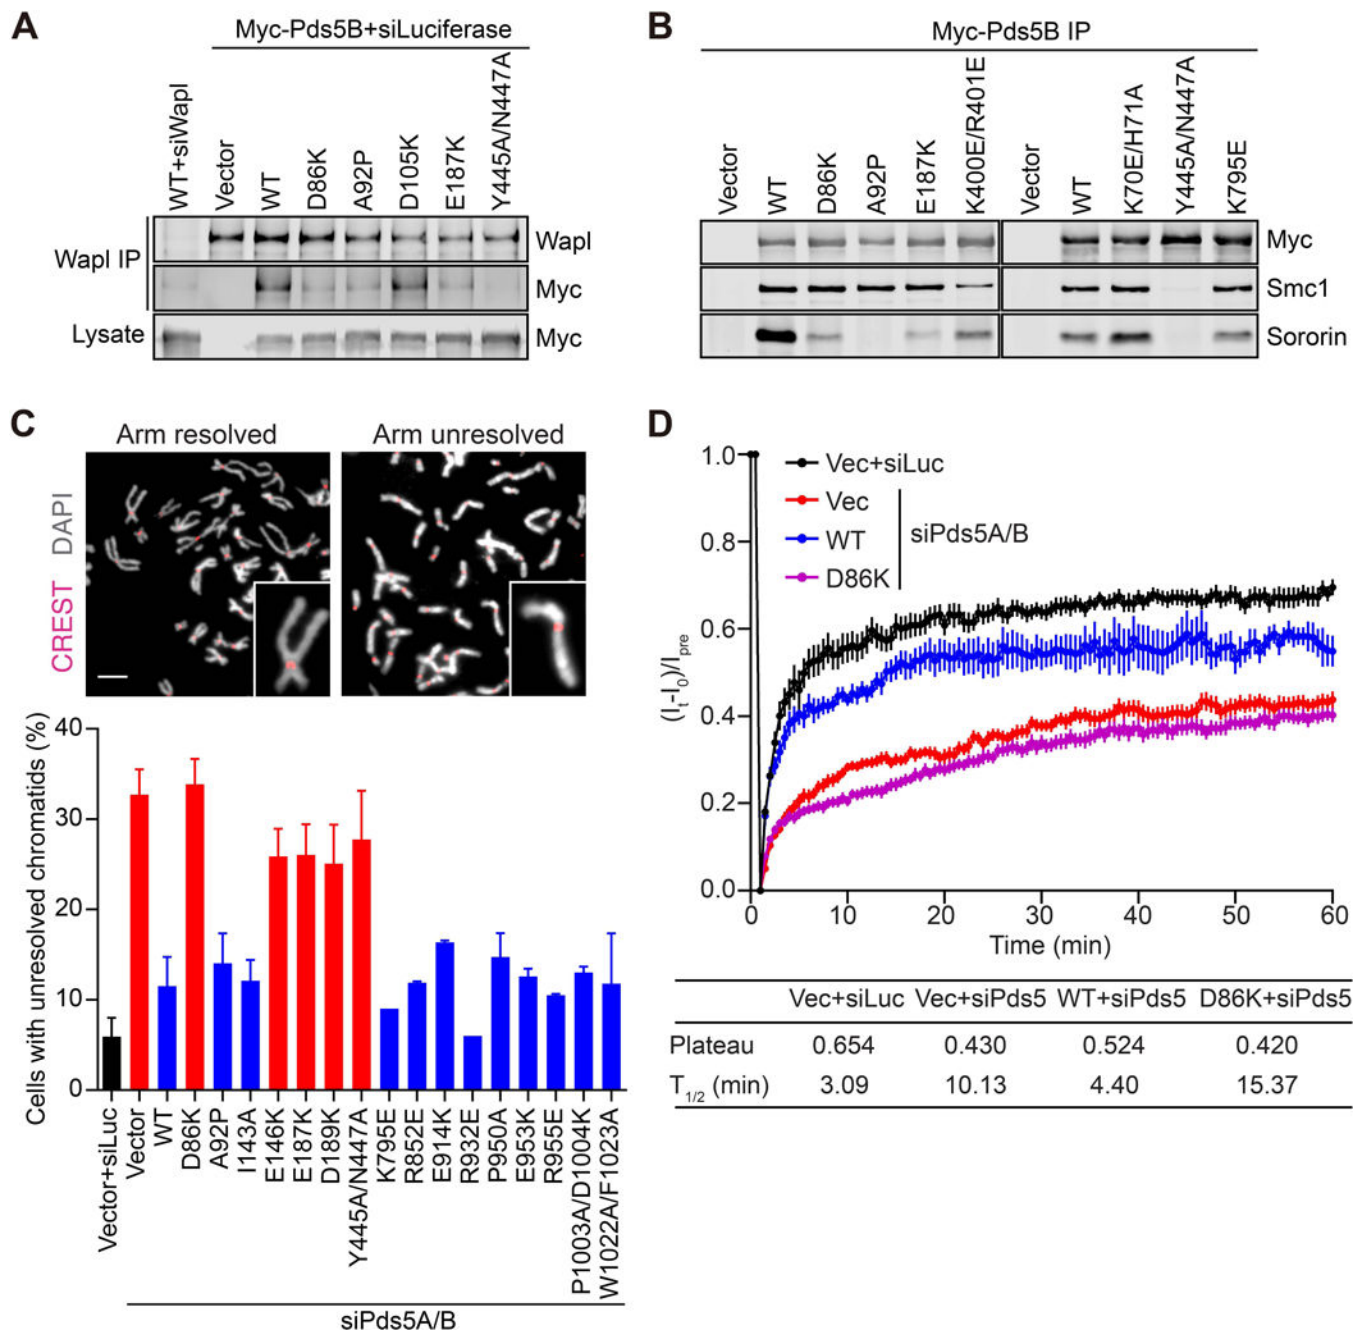 A
Myc-Pds5B+siLuciferase
WT+siWapl
Vector
WT
D86K
A92P
D105K
E187K
Y445A/N447A
Wapl IP
Wapl
Myc
Lysate
Myc
B
Myc-Pds5B IP
Vector
WT
D86K
A92P
E187K
K400E/R401E
Vector
WT
K70E/H71A
Y445A/N447A
K795E
Myc
Smc1
Sororin
C
Arm resolved
Arm unresolved
CREST DAPI
Cells with unresolved chromatids (%)
40
30
20
10
0
Vector+siLuc
Vector
WT
D86K
A92P
I143A
E146K
E187K
D189K
Y445A/N447A
K795E
R852E
E914K
R932E
P950A
E953K
R955E
P1003A/D1004K
W1022A/F1023A
siPds5A/B
D
Vec+siLuc
Vec
WT
D86K
siPds5A/B
(It-I0)/Ipre
1.0
0.8
0.6
0.4
0.2
0.0
0 10 20 30 40 50 60
Time (min)
Vec+siLuc Vec+siPds5 WT+siPds5 D86K+siPds5
Plateau 0.654 0.430 0.524 0.420
T1/2 (min) 3.09 10.13 4.40 15.37